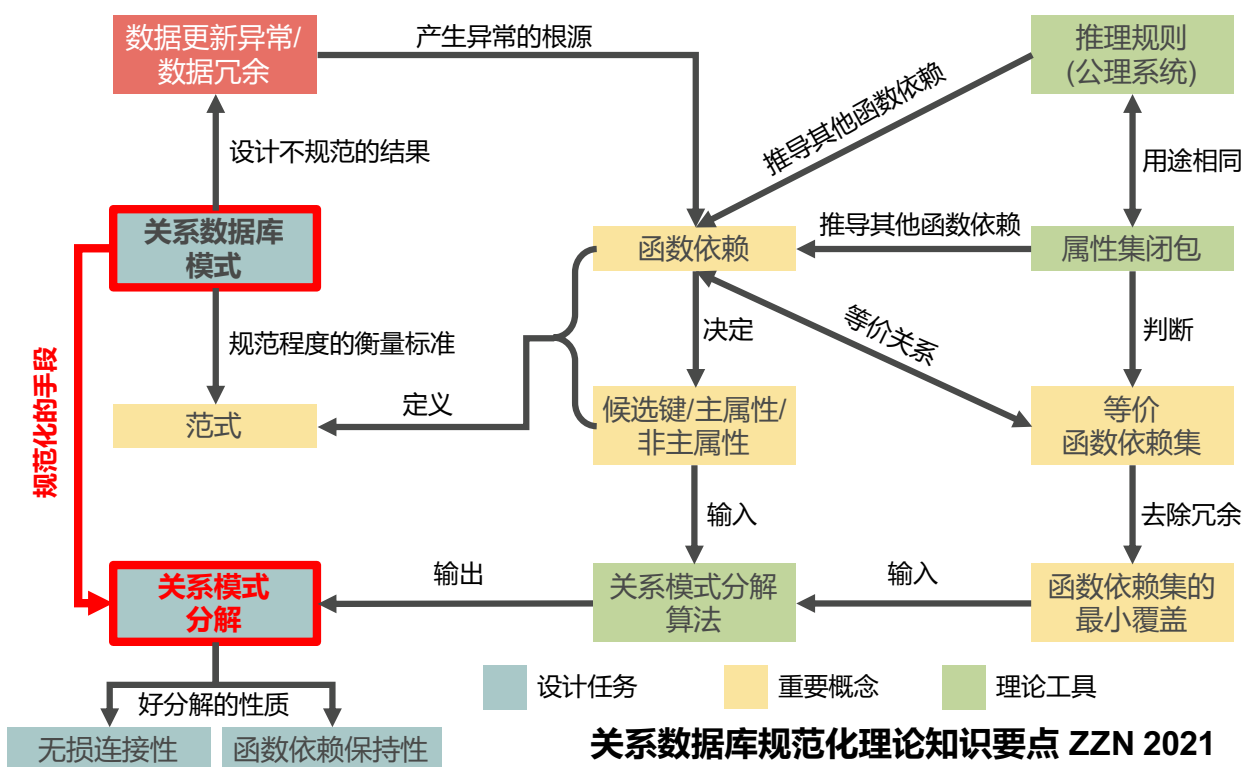 数据更新异常/
数据冗余
产生异常的根源
推理规则
(公理系统)
推导其他函数依赖
设计不规范的结果
用途相同
关系数据库
模式
函数依赖
推导其他函数依赖
属性集闭包
规范化的手段
规范程度的衡量标准
决定
等价关系
判断
范式
定义
候选键/主属性/
非主属性
等价
函数依赖集
输入
去除冗余
关系模式
分解
输出
关系模式分解
算法
输入
函数依赖集的
最小覆盖
好分解的性质
无损连接性
函数依赖保持性
设计任务
重要概念
理论工具
关系数据库规范化理论知识要点 ZZN 2021